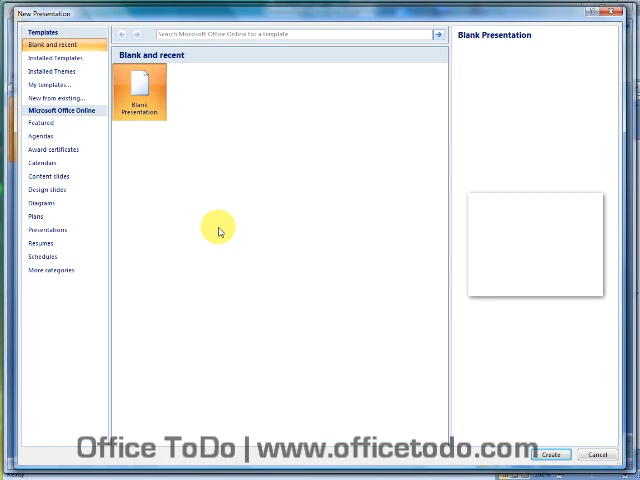 New Presentation
Templates
Blank and recent
Installed Templates
Installed Themes
My templates...
New from existing...
Microsoft Office Online
Featured
Agendas
Award certificates
Calendars
Content slides
Design slides
Diagrams
Plans
Presentations
Resumes
Schedules
More categories
Search Microsoft Office Online for a template
Blank and recent
Blank
Presentation
Blank Presentation
Office ToDo | www.officetodo.com
Create
Cancel
Ready